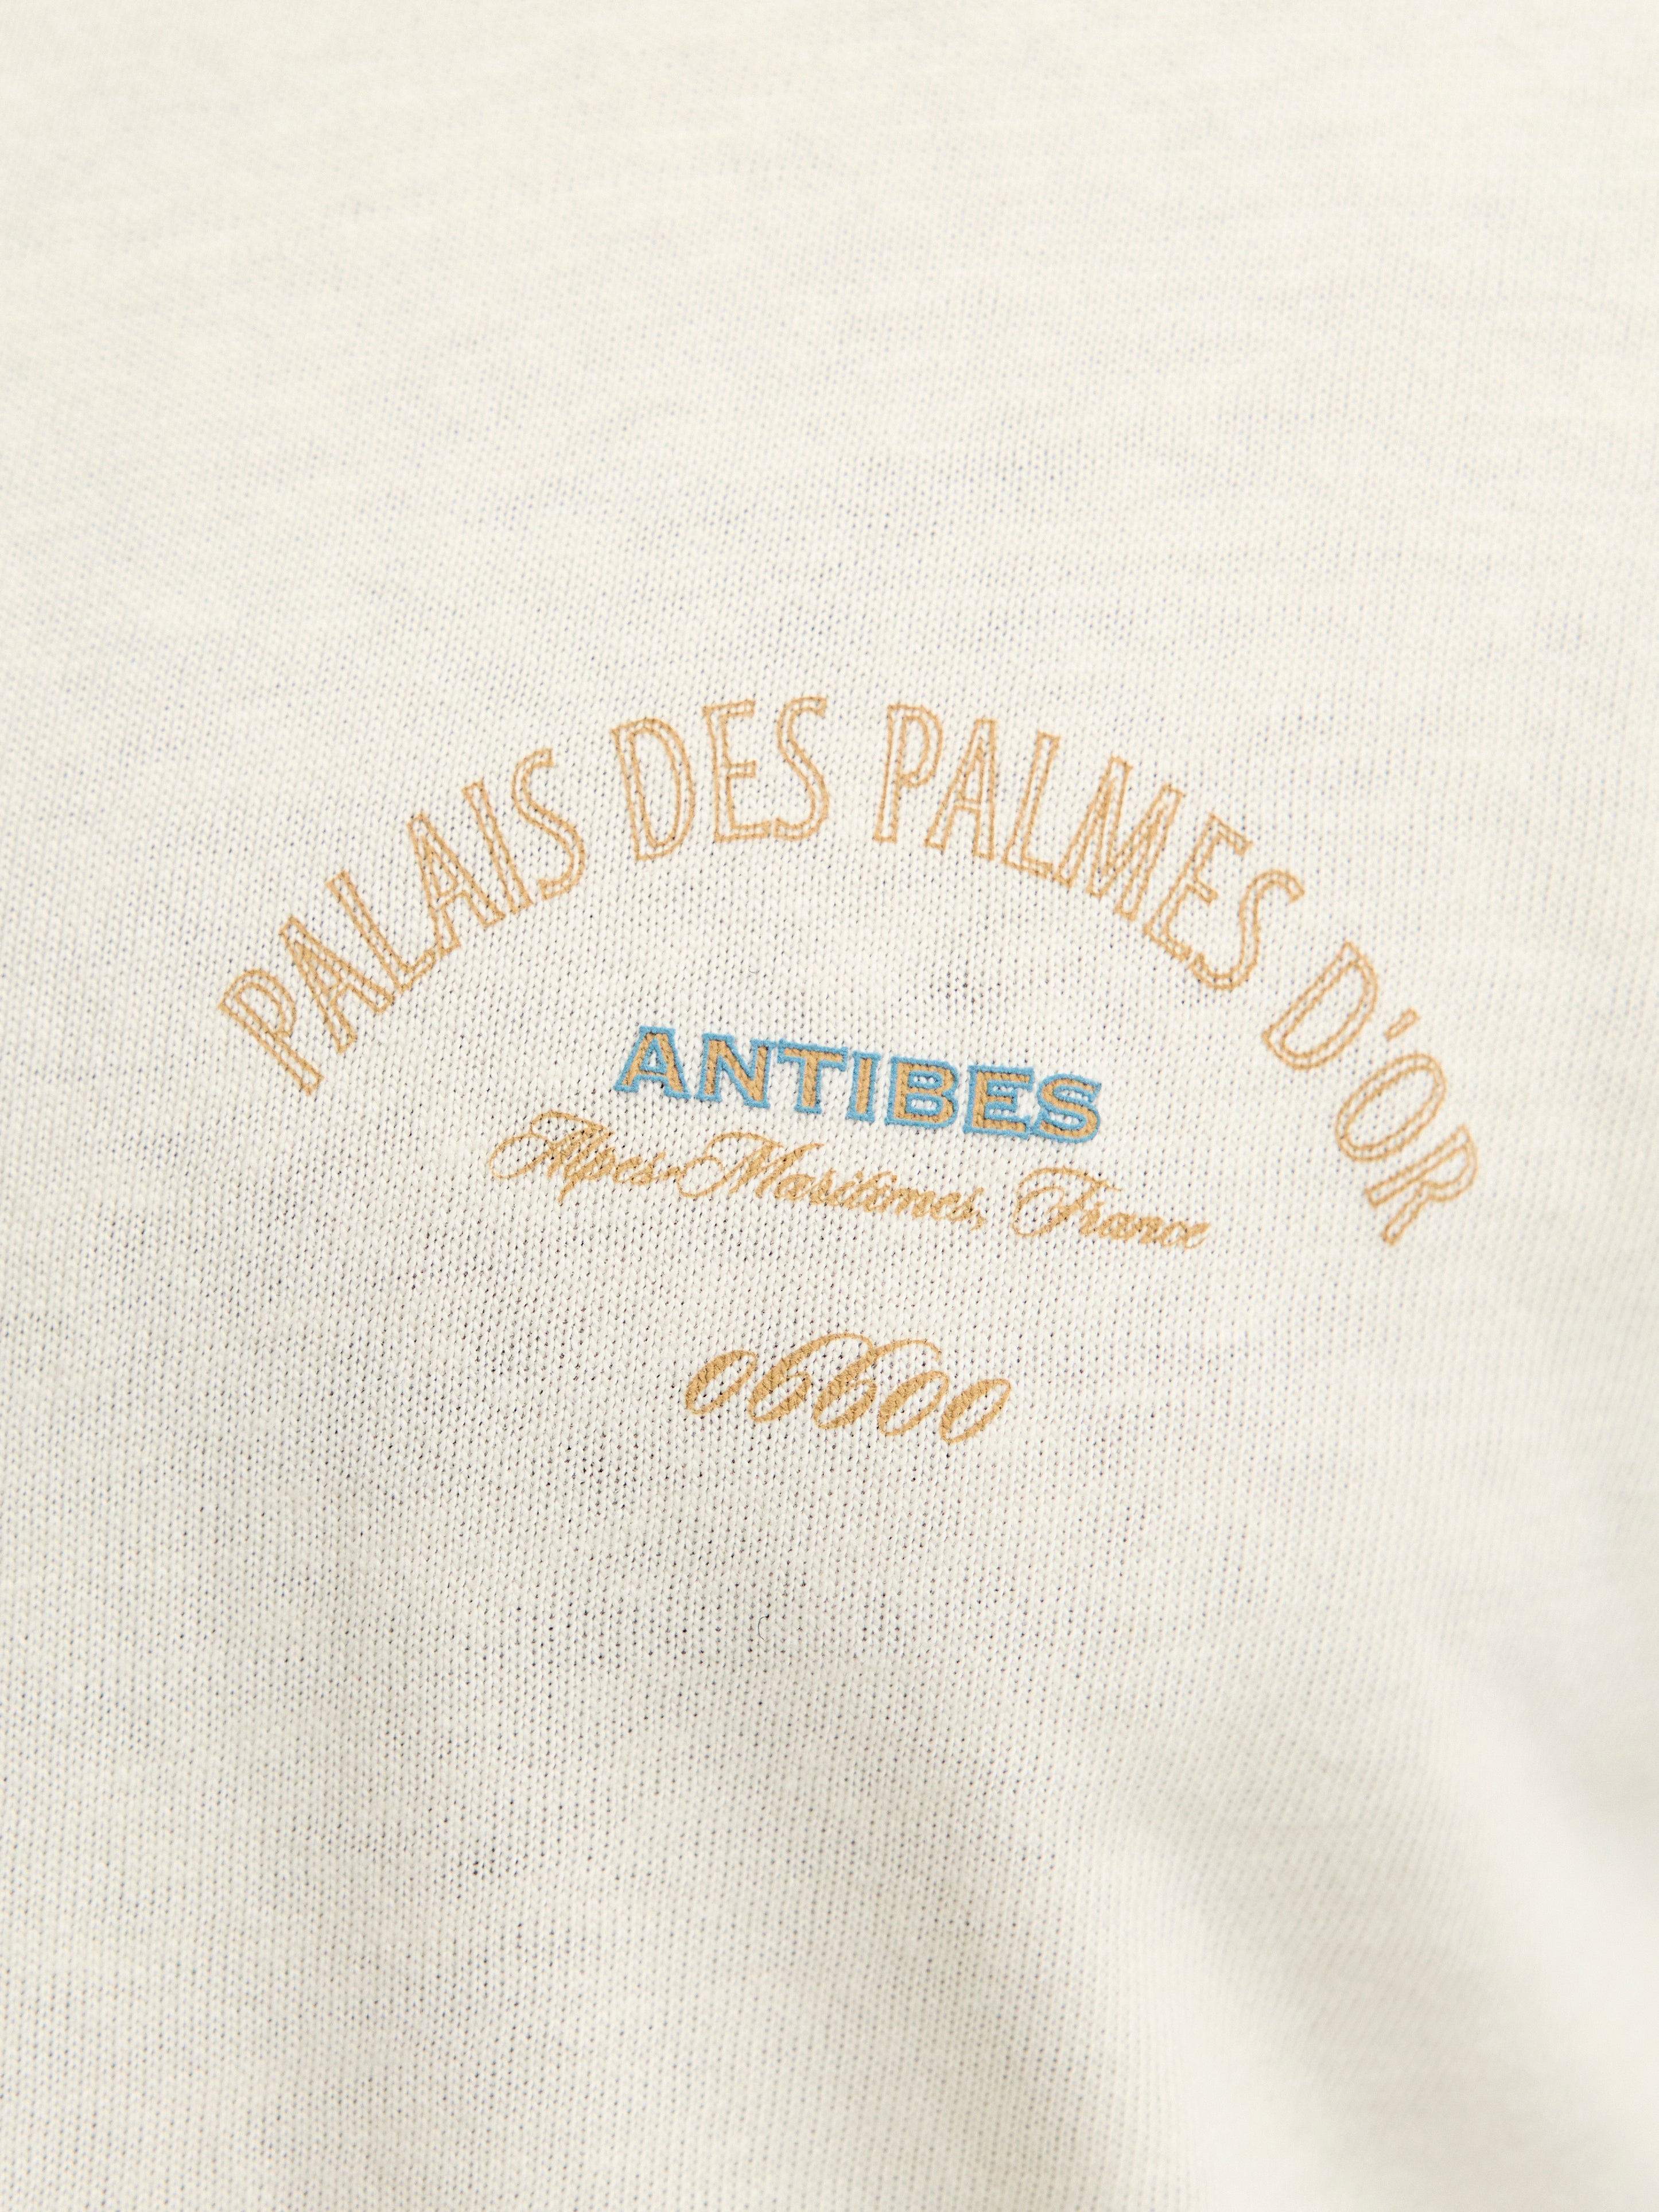 PALAIS DES PALMES D'OR
ANTIBES
Alpes-Maritimes, France
06600